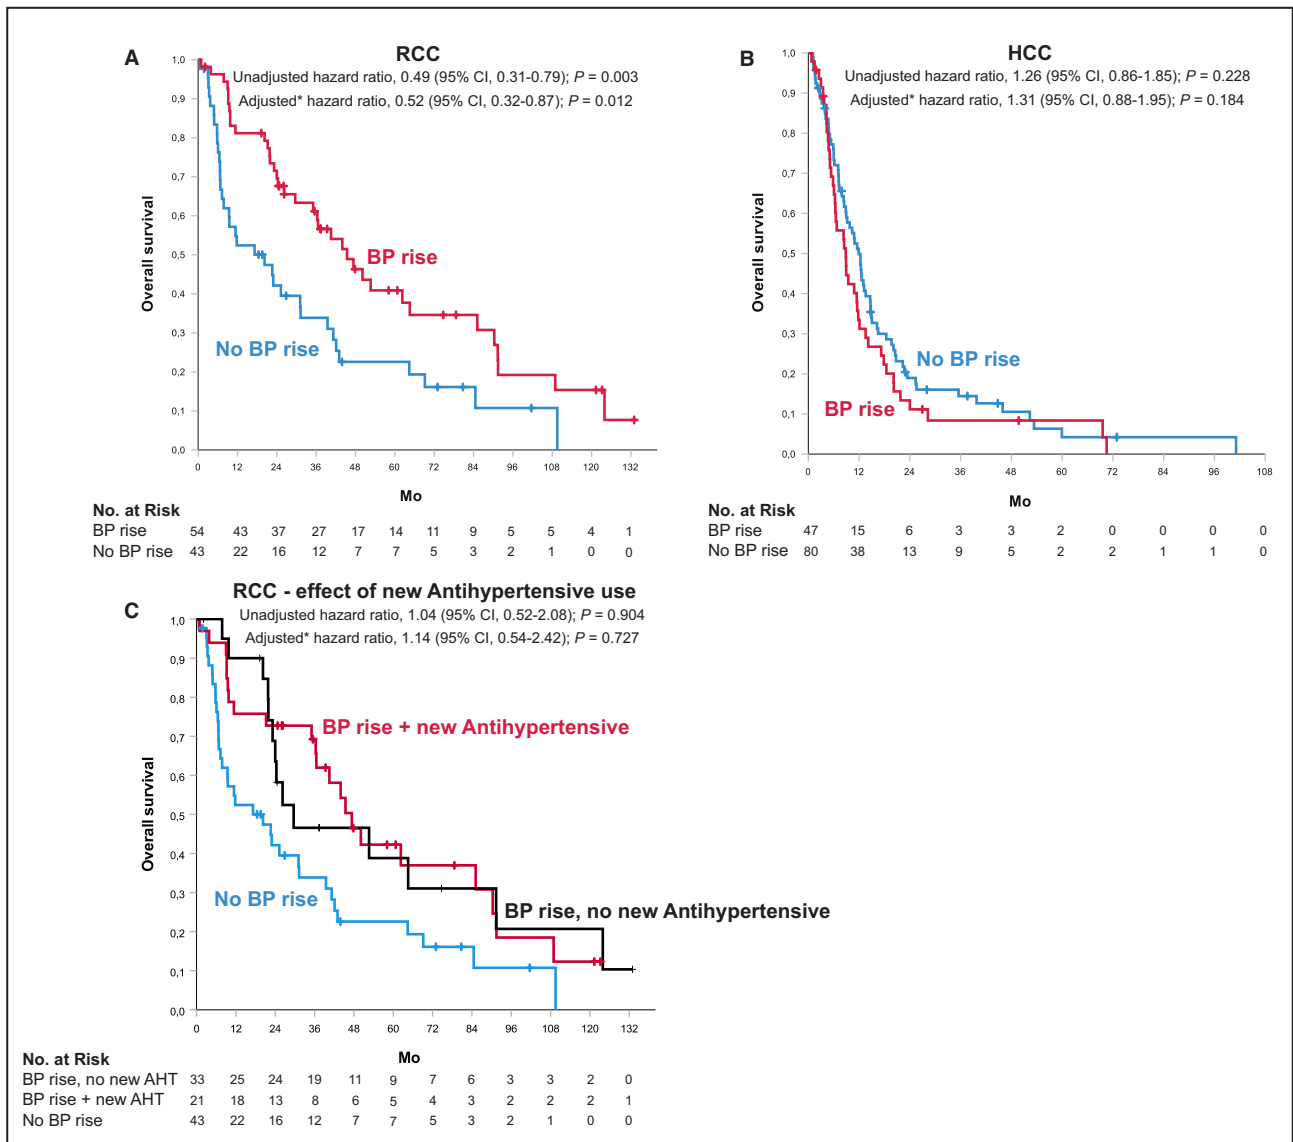 A
RCC
Unadjusted hazard ratio, 0.49 (95% CI, 0.31-0.79); P = 0.003
Adjusted* hazard ratio, 0.52 (95% CI, 0.32-0.87); P = 0.012
Overall survival
1,0
0,9
0,8
0,7
0,6
0,5
0,4
0,3
0,2
0,1
0,0
BP rise
No BP rise
0 12 24 36 48 60 72 84 96 108 120 132
Mo
No. at Risk
BP rise 54 43 37 27 17 14 11 9 5 5 4 1
No BP rise 43 22 16 12 7 7 5 3 2 1 0 0
B
HCC
Unadjusted hazard ratio, 1.26 (95% CI, 0.86-1.85); P = 0.228
Adjusted* hazard ratio, 1.31 (95% CI, 0.88-1.95); P = 0.184
Overall survival
1,0
0,9
0,8
0,7
0,6
0,5
0,4
0,3
0,2
0,1
0,0
No BP rise
BP rise
0 12 24 36 48 60 72 84 96 108
Mo
No. at Risk
BP rise 47 15 6 3 3 2 0 0 0 0
No BP rise 80 38 13 9 5 2 2 1 1 0
C
RCC - effect of new Antihypertensive use
Unadjusted hazard ratio, 1.04 (95% CI, 0.52-2.08); P = 0.904
Adjusted* hazard ratio, 1.14 (95% CI, 0.54-2.42); P = 0.727
Overall survival
1,0
0,9
0,8
0,7
0,6
0,5
0,4
0,3
0,2
0,1
0,0
BP rise + new Antihypertensive
No BP rise
BP rise, no new Antihypertensive
0 12 24 36 48 60 72 84 96 108 120 132
Mo
No. at Risk
BP rise, no new AHT 33 25 24 19 11 9 7 6 3 3 2 0
BP rise + new AHT 21 18 13 8 6 5 4 3 2 2 2 1
No BP rise 43 22 16 12 7 7 5 3 2 1 0 0